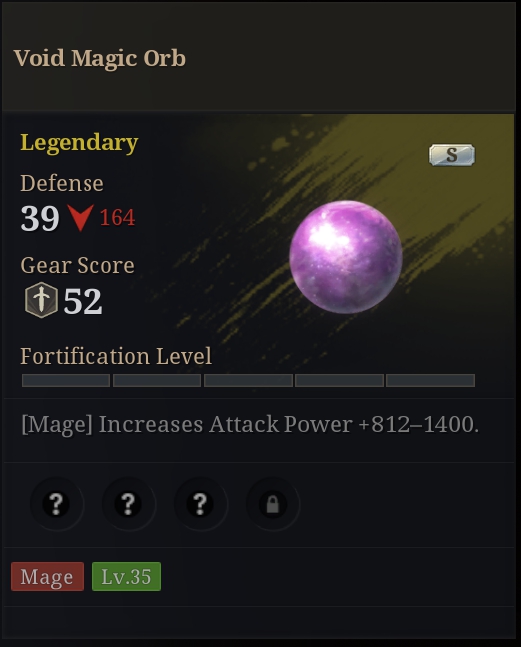 Void Magic Orb
Legendary
S
Defense
39 164
Gear Score
52
Fortification Level
[Mage] Increases Attack Power +812–1400.
? ? ?
Mage Lv.35